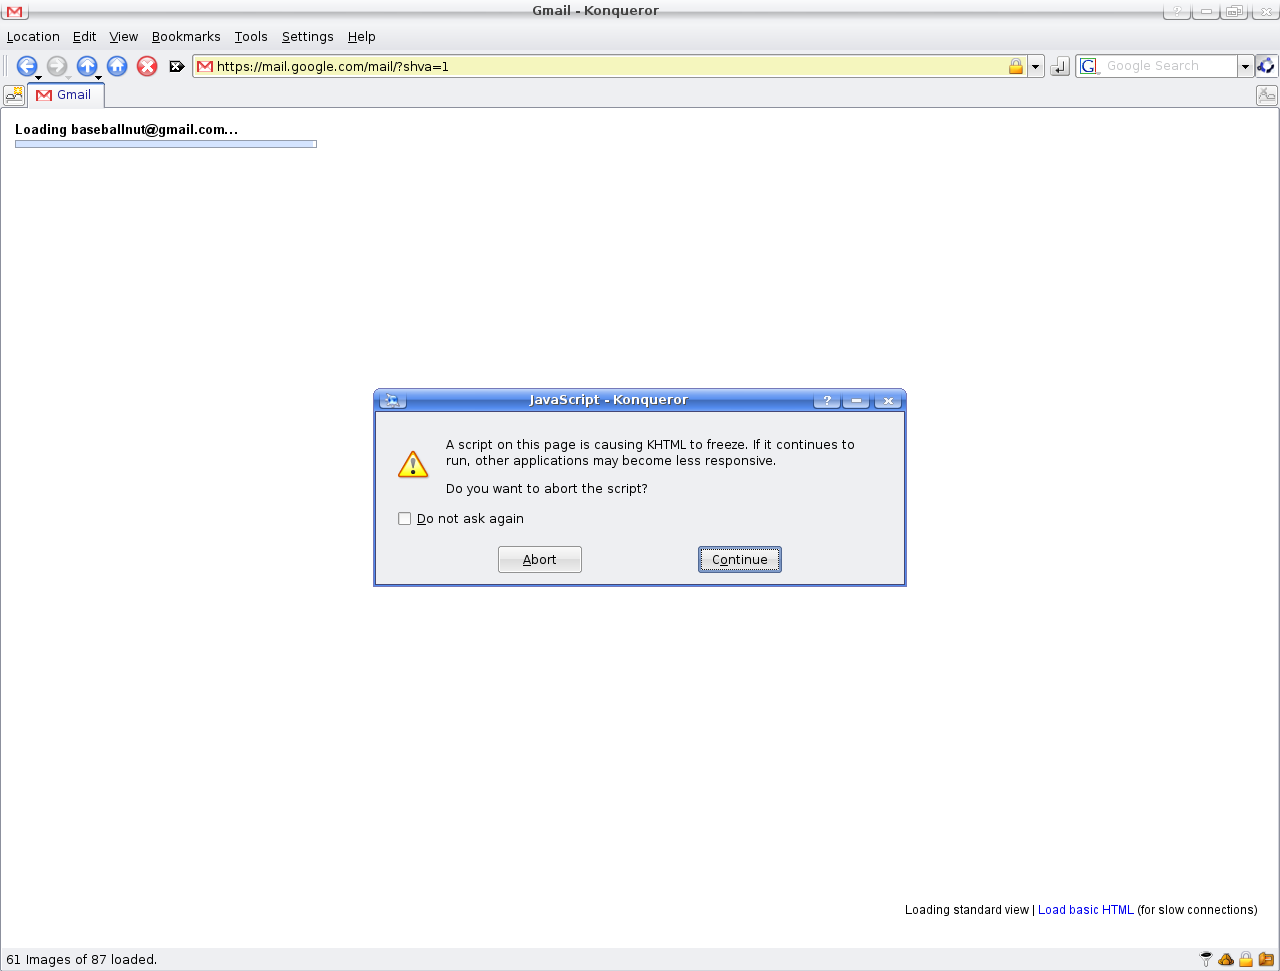 Gmail - Konqueror
Location Edit View Bookmarks Tools Settings Help
https://mail.google.com/mail/?shva=1
G Google Search
Gmail
Loading baseballnut@gmail.com...
JavaScript - Konqueror
A script on this page is causing KHTML to freeze. If it continues to
run, other applications may become less responsive.
Do you want to abort the script?
Do not ask again
Abort Continue
Loading standard view | Load basic HTML (for slow connections)
61 Images of 87 loaded.